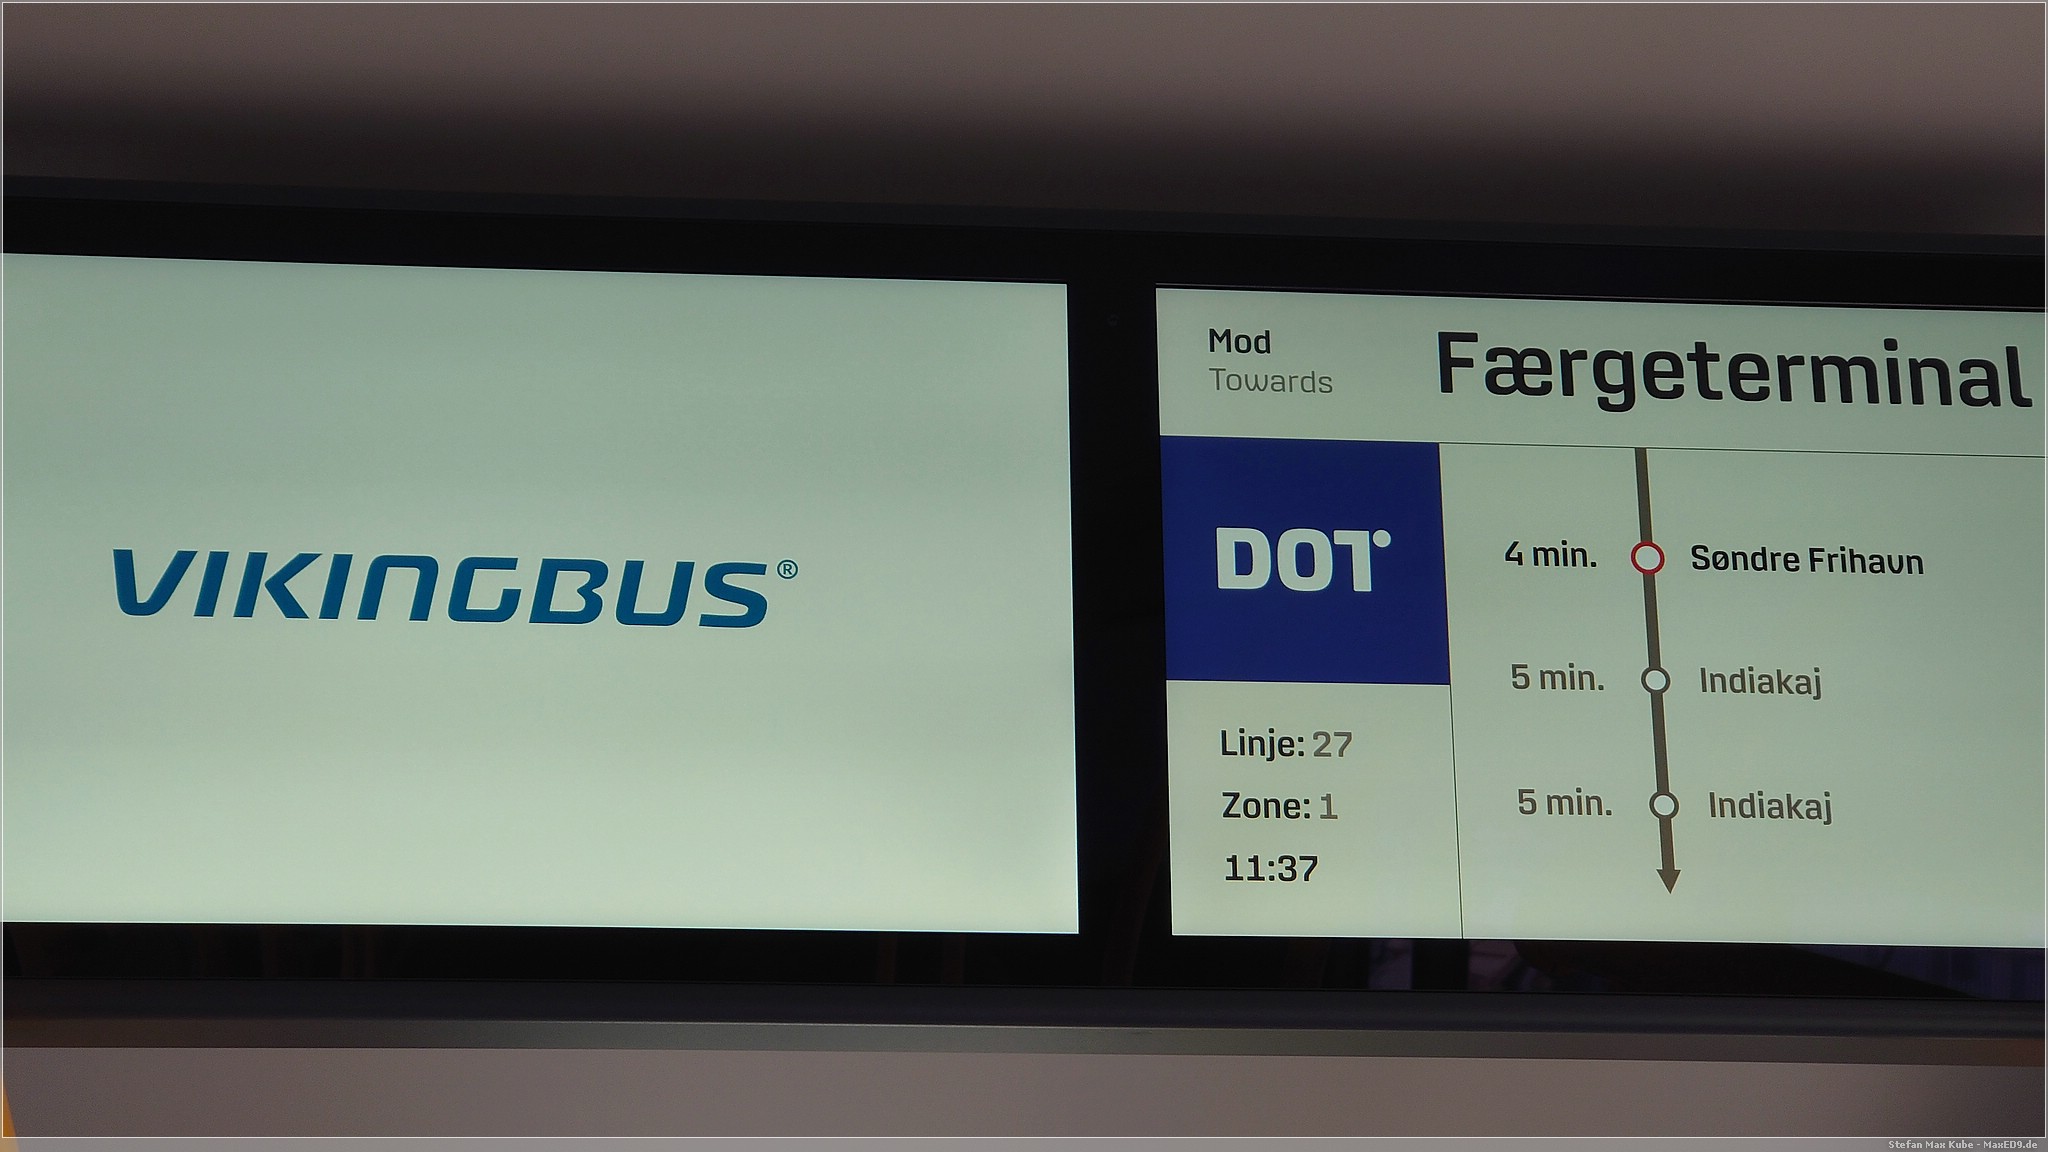 VIKINGBUS®
Mod
Towards
Færgeterminal
DOT
Linje: 27
Zone: 1
11:37
4 min. Søndre Frihavn
5 min. Indiakaj
5 min. Indiakaj
Stefan Max Kube - MaxED9.de